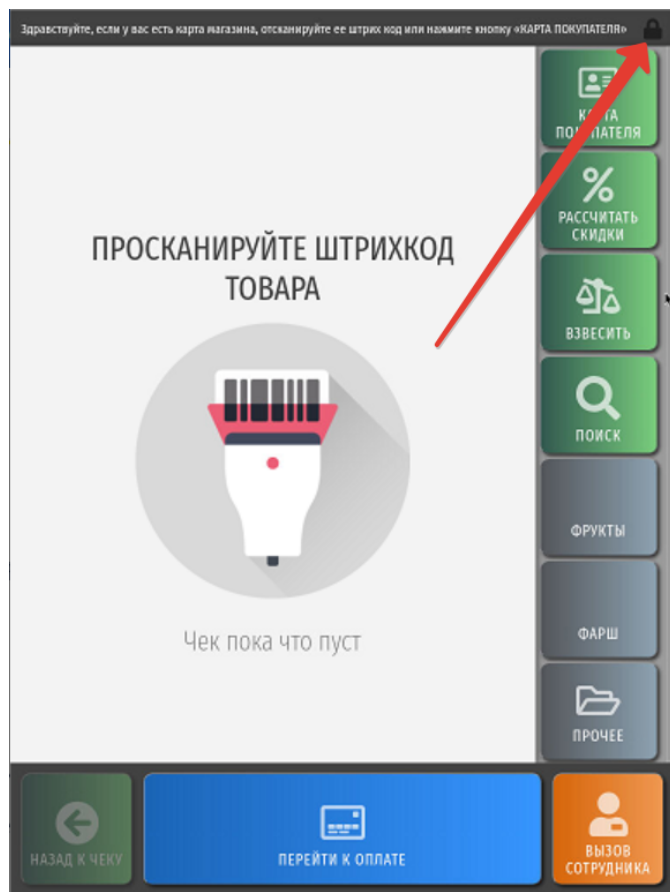 Здравствуйте, если у вас есть карта магазина, отсканируйте ее штрих код или нажмите кнопку «КАРТА ПОКУПАТЕЛЯ»
КАРТА
ПОКУПАТЕЛЯ
РАССЧИТАТЬ
СКИДКИ
ПРОСКАНИРУЙТЕ ШТРИХКОД
ТОВАРА
ВЗВЕСИТЬ
ПОИСК
ФРУКТЫ
Чек пока что пуст
ФАРШ
ПРОЧЕЕ
НАЗАД К ЧЕКУ
ПЕРЕЙТИ К ОПЛАТЕ
ВЫЗОВ
СОТРУДНИКА